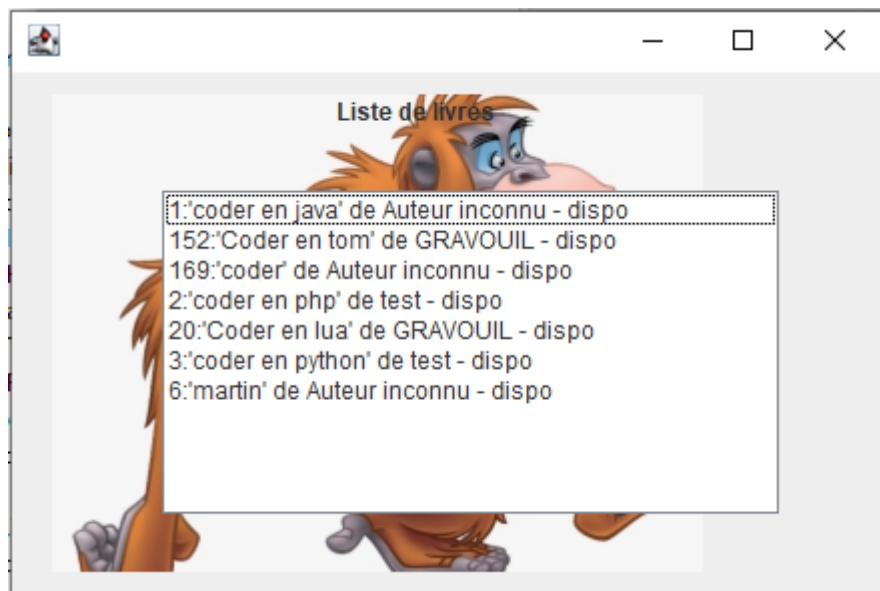 Liste de livres
1:'coder en java' de Auteur inconnu - dispo
152:'Coder en tom' de GRAVOUIL - dispo
169:'coder' de Auteur inconnu - dispo
2:'coder en php' de test - dispo
20:'Coder en lua' de GRAVOUIL - dispo
3:'coder en python' de test - dispo
6:'martin' de Auteur inconnu - dispo